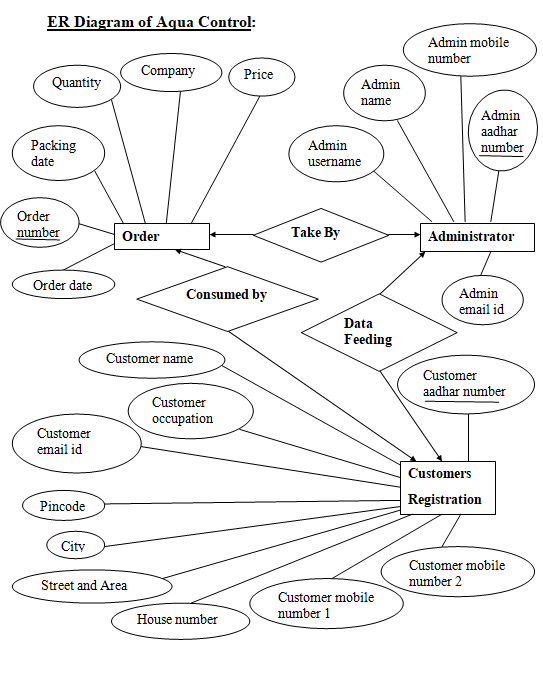 ER Diagram of Aqua Control:
Admin mobile
number
Company
Price
Quantity
Admin
name
Admin
aadhar
number
Packing
date
Admin
username
Order
number
Order
Take By
Administrator
Order date
Consumed by
Admin
email id
Data
Feeding
Customer name
Customer
aadhar number
Customer
occupation
Customer
email id
Customers
Registration
Pincode
City
Customer mobile
number 2
Street and Area
Customer mobile
number 1
House number